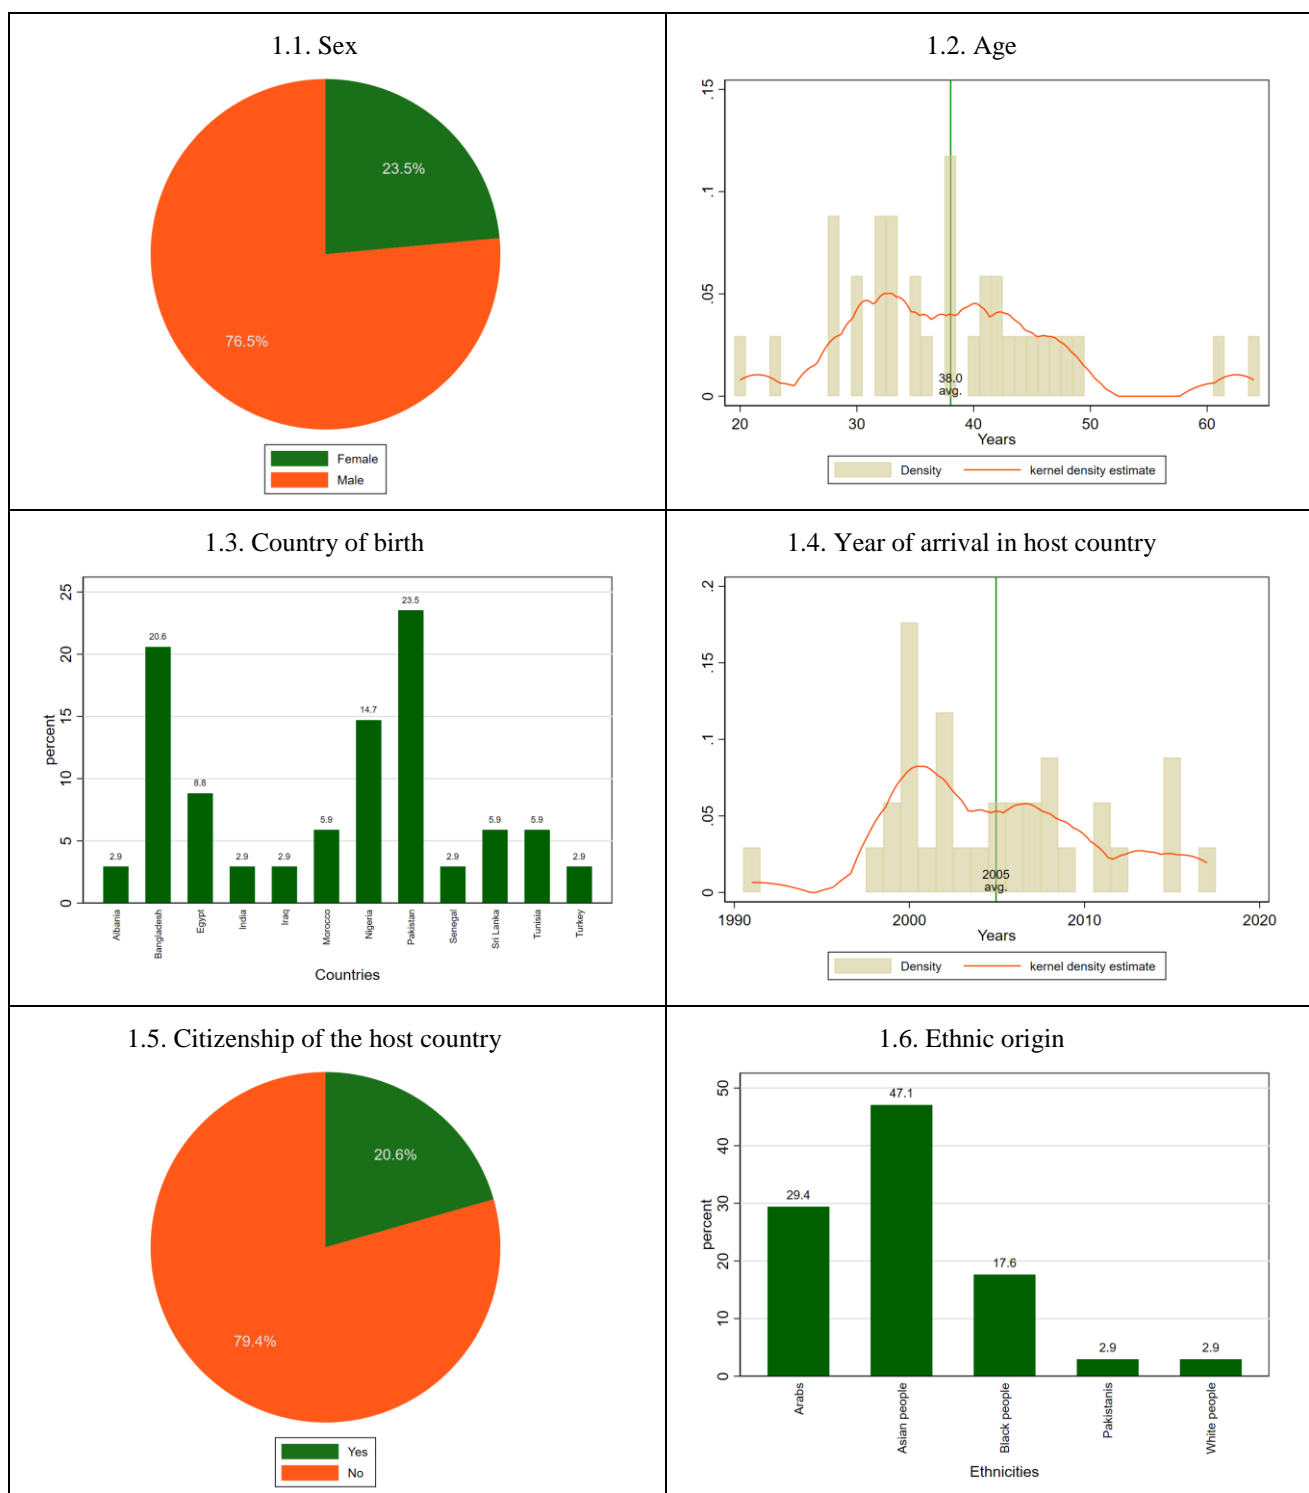 1.1. Sex
23.5%
76.5%
Female
Male
1.2. Age
.15
.1
.05
0
38.0
avg.
20 30 40 50 60
Years
Density kernel density estimate
1.3. Country of birth
percent
25
20
15
10
5
0
2.9 20.6 8.8 2.9 2.9 5.9 14.7 23.5 2.9 5.9 5.9 2.9
Albania Bangladesh Egypt India Iraq Morocco Nigeria Pakistan Senegal Sri Lanka Tunisia Turkey
Countries
1.4. Year of arrival in host country
.2
.15
.1
.05
0
2005
avg.
1990 2000 2010 2020
Years
Density kernel density estimate
1.5. Citizenship of the host country
20.6%
79.4%
Yes
No
1.6. Ethnic origin
percent
50
40
30
20
10
0
29.4 47.1 17.6 2.9 2.9
Arabs Asian people Black people Pakistanis White people
Ethnicities